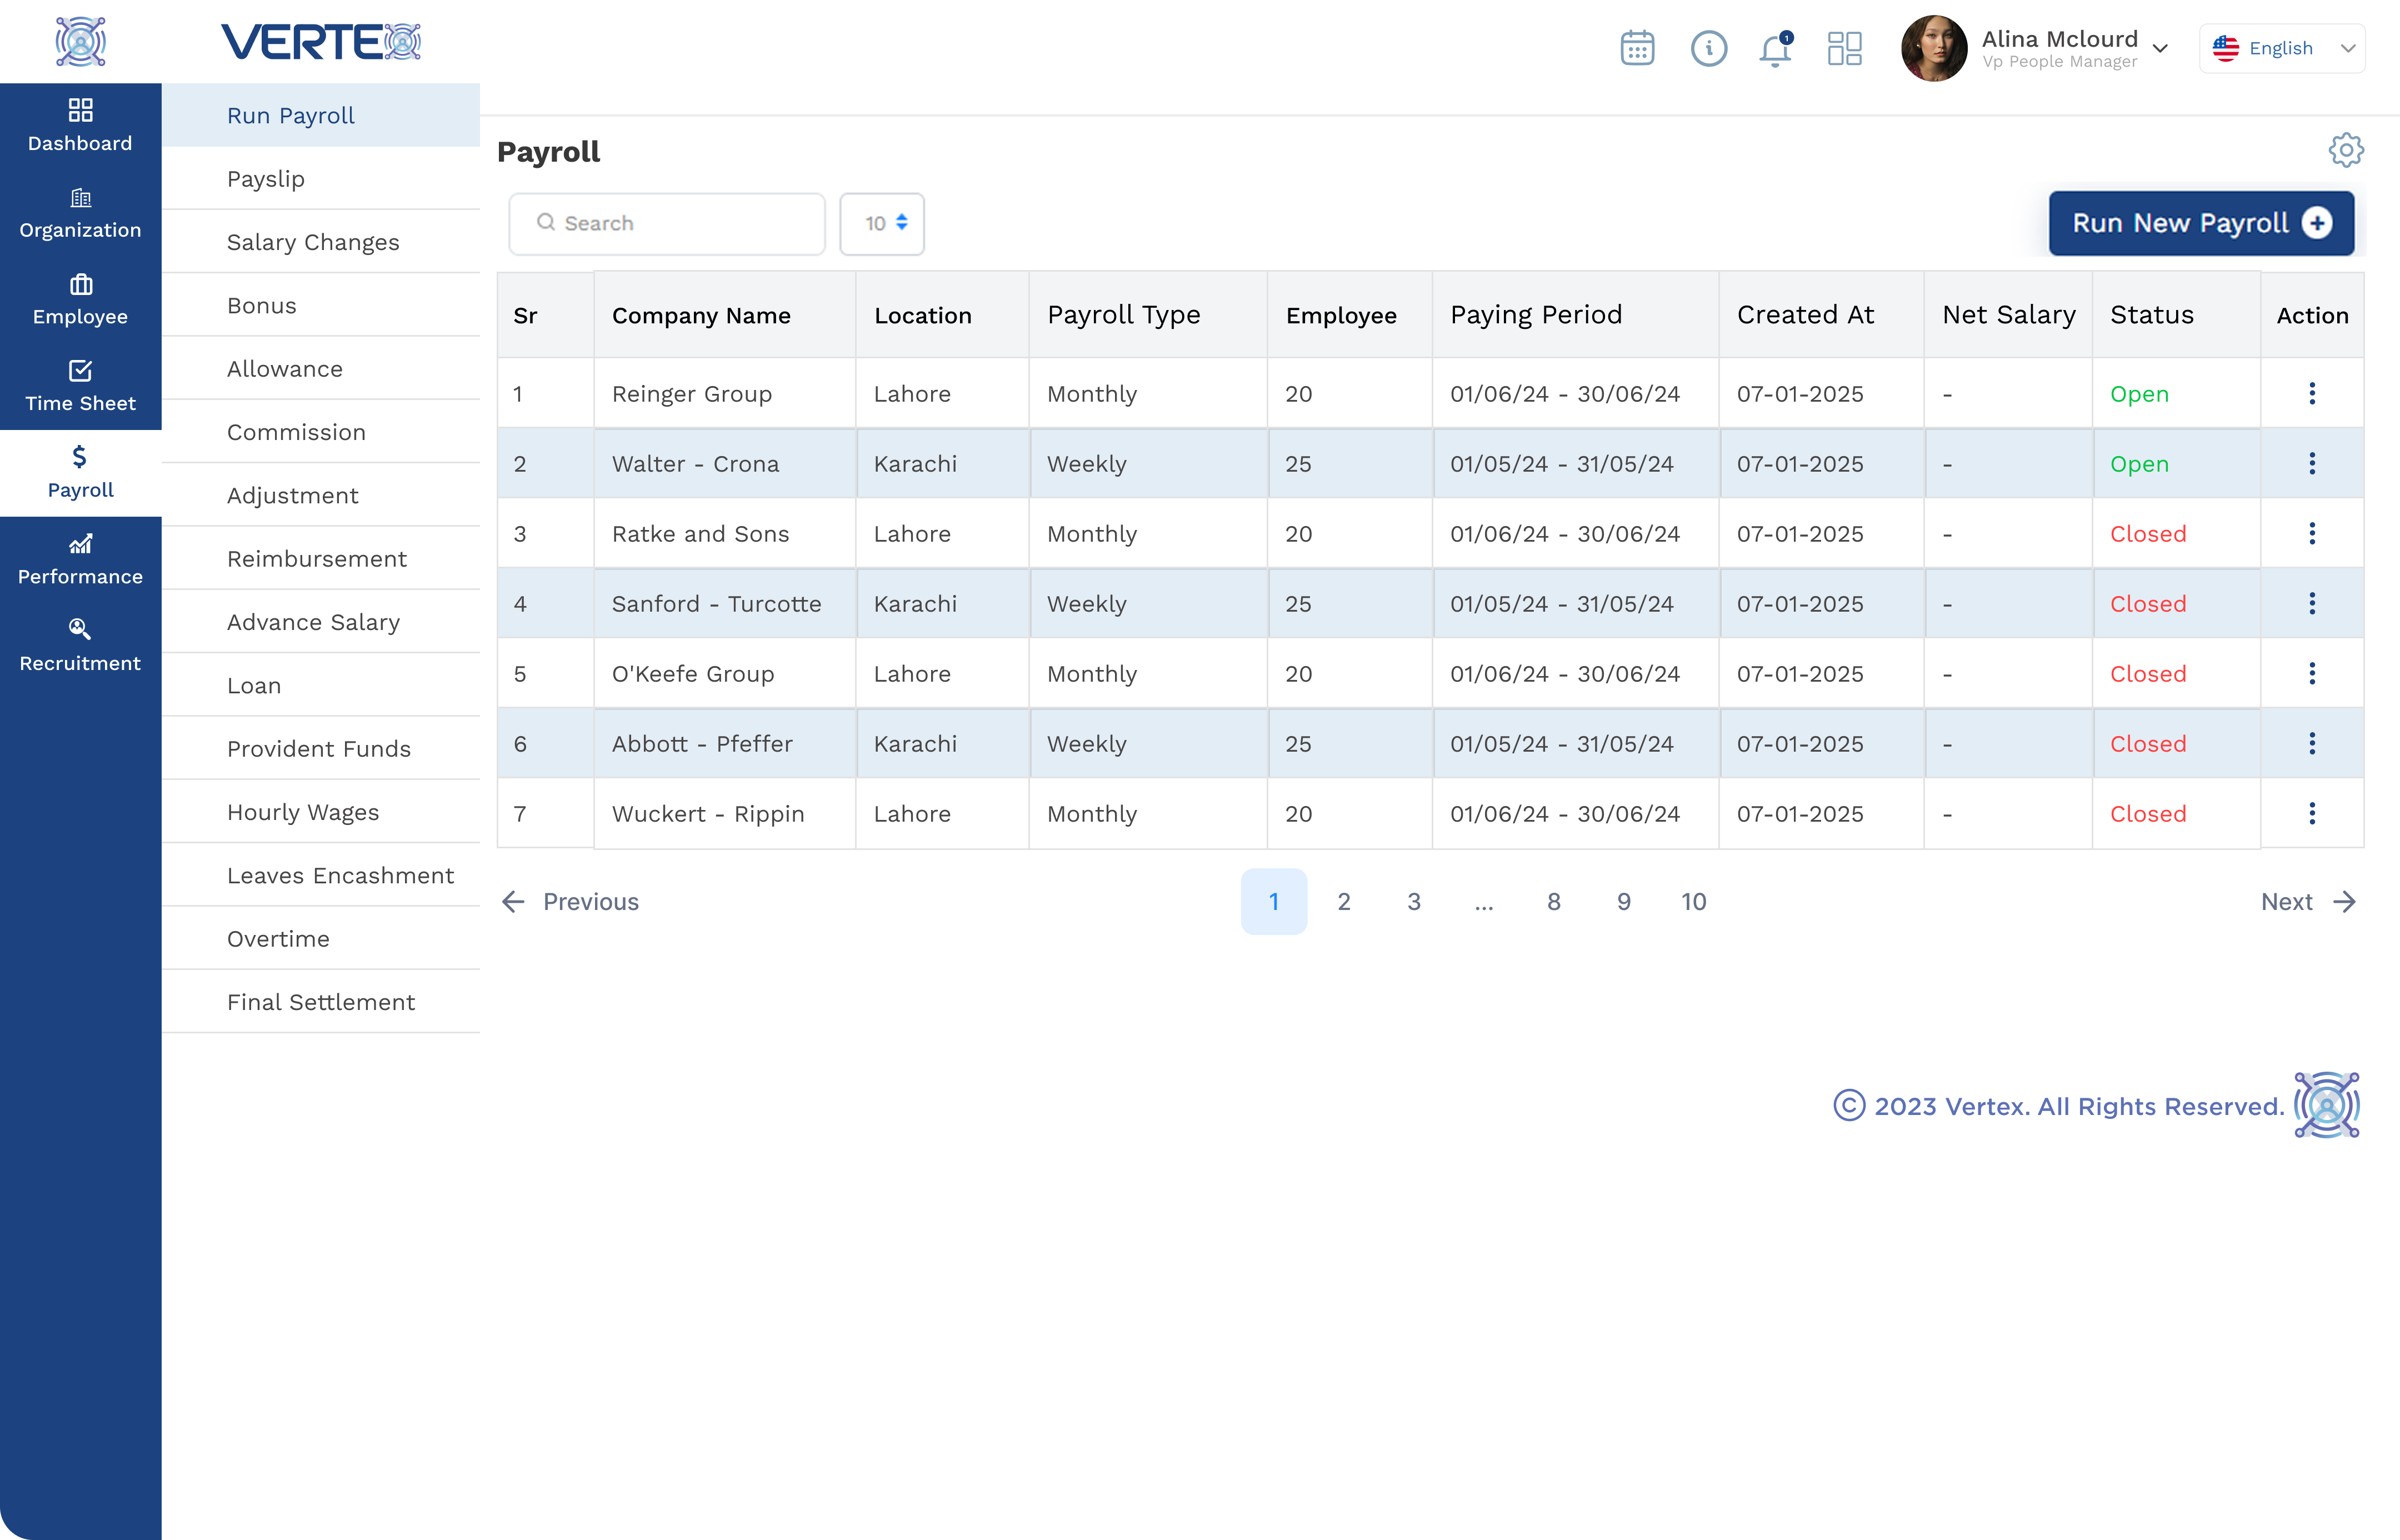 VERTEX
1
Alina Mclourd
Vp People Manager
English
Dashboard
Organization
Employee
Time Sheet
Payroll
Performance
Recruitment
Run Payroll
Payslip
Salary Changes
Bonus
Allowance
Commission
Adjustment
Reimbursement
Advance Salary
Loan
Provident Funds
Hourly Wages
Leaves Encashment
Overtime
Final Settlement
Payroll
Search
10
Run New Payroll
Sr Company Name Location Payroll Type Employee Paying Period Created At Net Salary Status Action
1 Reinger Group Lahore Monthly 20 01/06/24 - 30/06/24 07-01-2025 - Open
2 Walter - Crona Karachi Weekly 25 01/05/24 - 31/05/24 07-01-2025 - Open
3 Ratke and Sons Lahore Monthly 20 01/06/24 - 30/06/24 07-01-2025 - Closed
4 Sanford - Turcotte Karachi Weekly 25 01/05/24 - 31/05/24 07-01-2025 - Closed
5 O'Keefe Group Lahore Monthly 20 01/06/24 - 30/06/24 07-01-2025 - Closed
6 Abbott - Pfeffer Karachi Weekly 25 01/05/24 - 31/05/24 07-01-2025 - Closed
7 Wuckert - Rippin Lahore Monthly 20 01/06/24 - 30/06/24 07-01-2025 - Closed
Previous 1 2 3 ... 8 9 10 Next
© 2023 Vertex. All Rights Reserved.